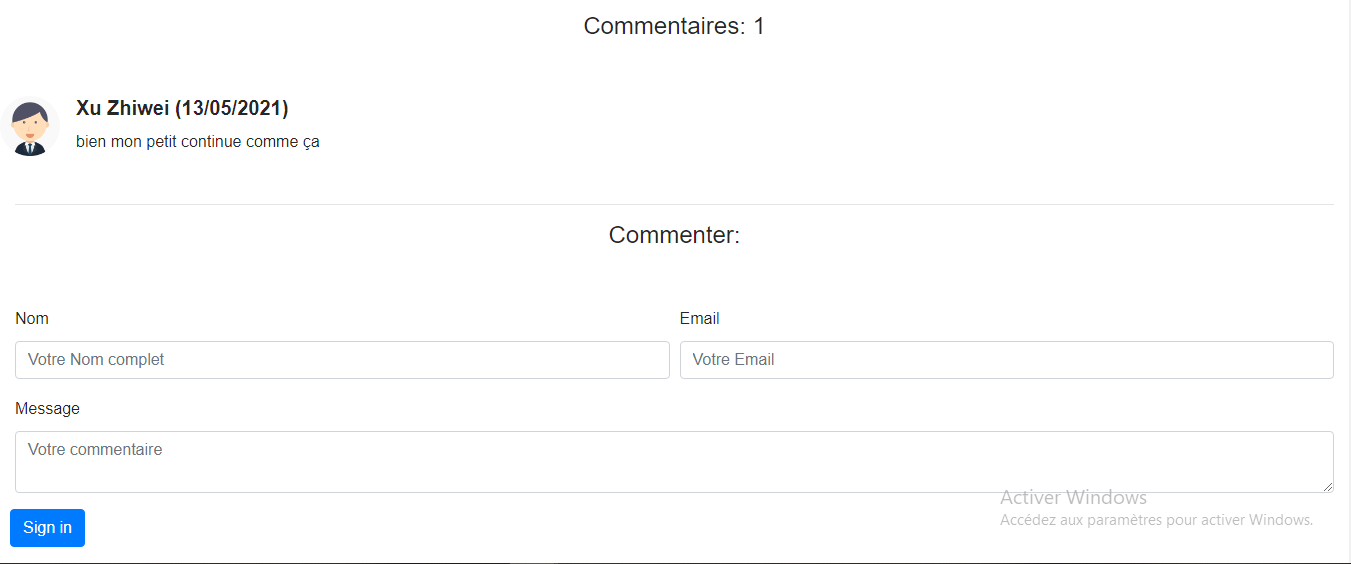 Commentaires: 1
Xu Zhiwei (13/05/2021)
bien mon petit continue comme ça
Commenter:
Nom
Email
Votre Nom complet
Votre Email
Message
Votre commentaire
Activer Windows
Accédez aux paramètres pour activer Windows.
Sign in